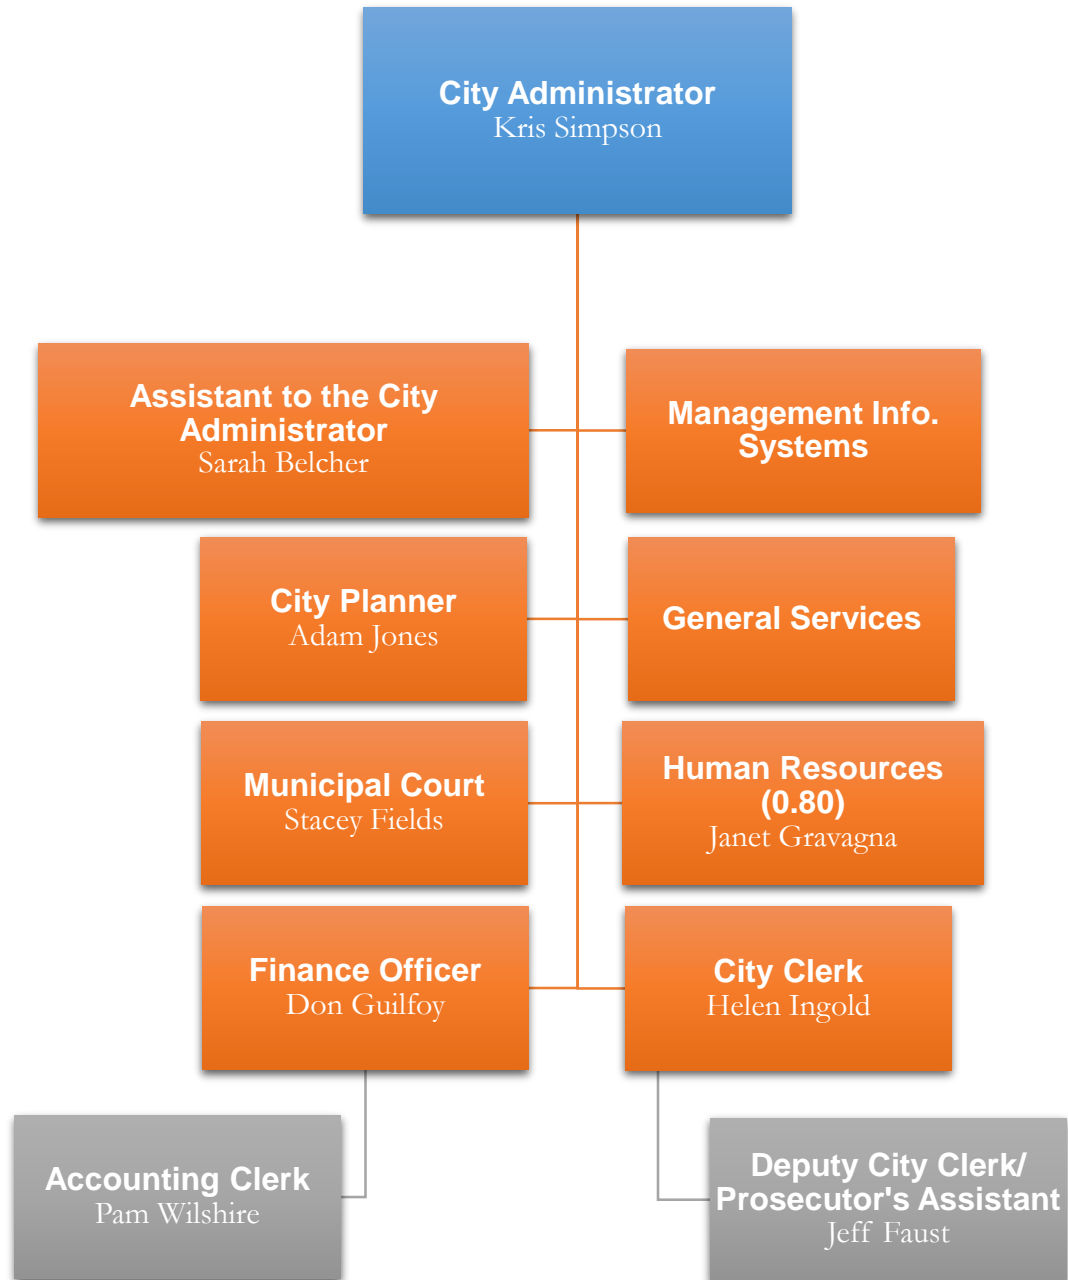 City Administrator
Kris Simpson
Assistant to the City
Administrator
Sarah Belcher
Management Info.
Systems
City Planner
Adam Jones
General Services
Municipal Court
Stacey Fields
Human Resources
(0.80)
Janet Gravagna
Finance Officer
Don Guilfoy
City Clerk
Helen Ingold
Accounting Clerk
Pam Wilshire
Deputy City Clerk/
Prosecutor's Assistant
Jeff Faust